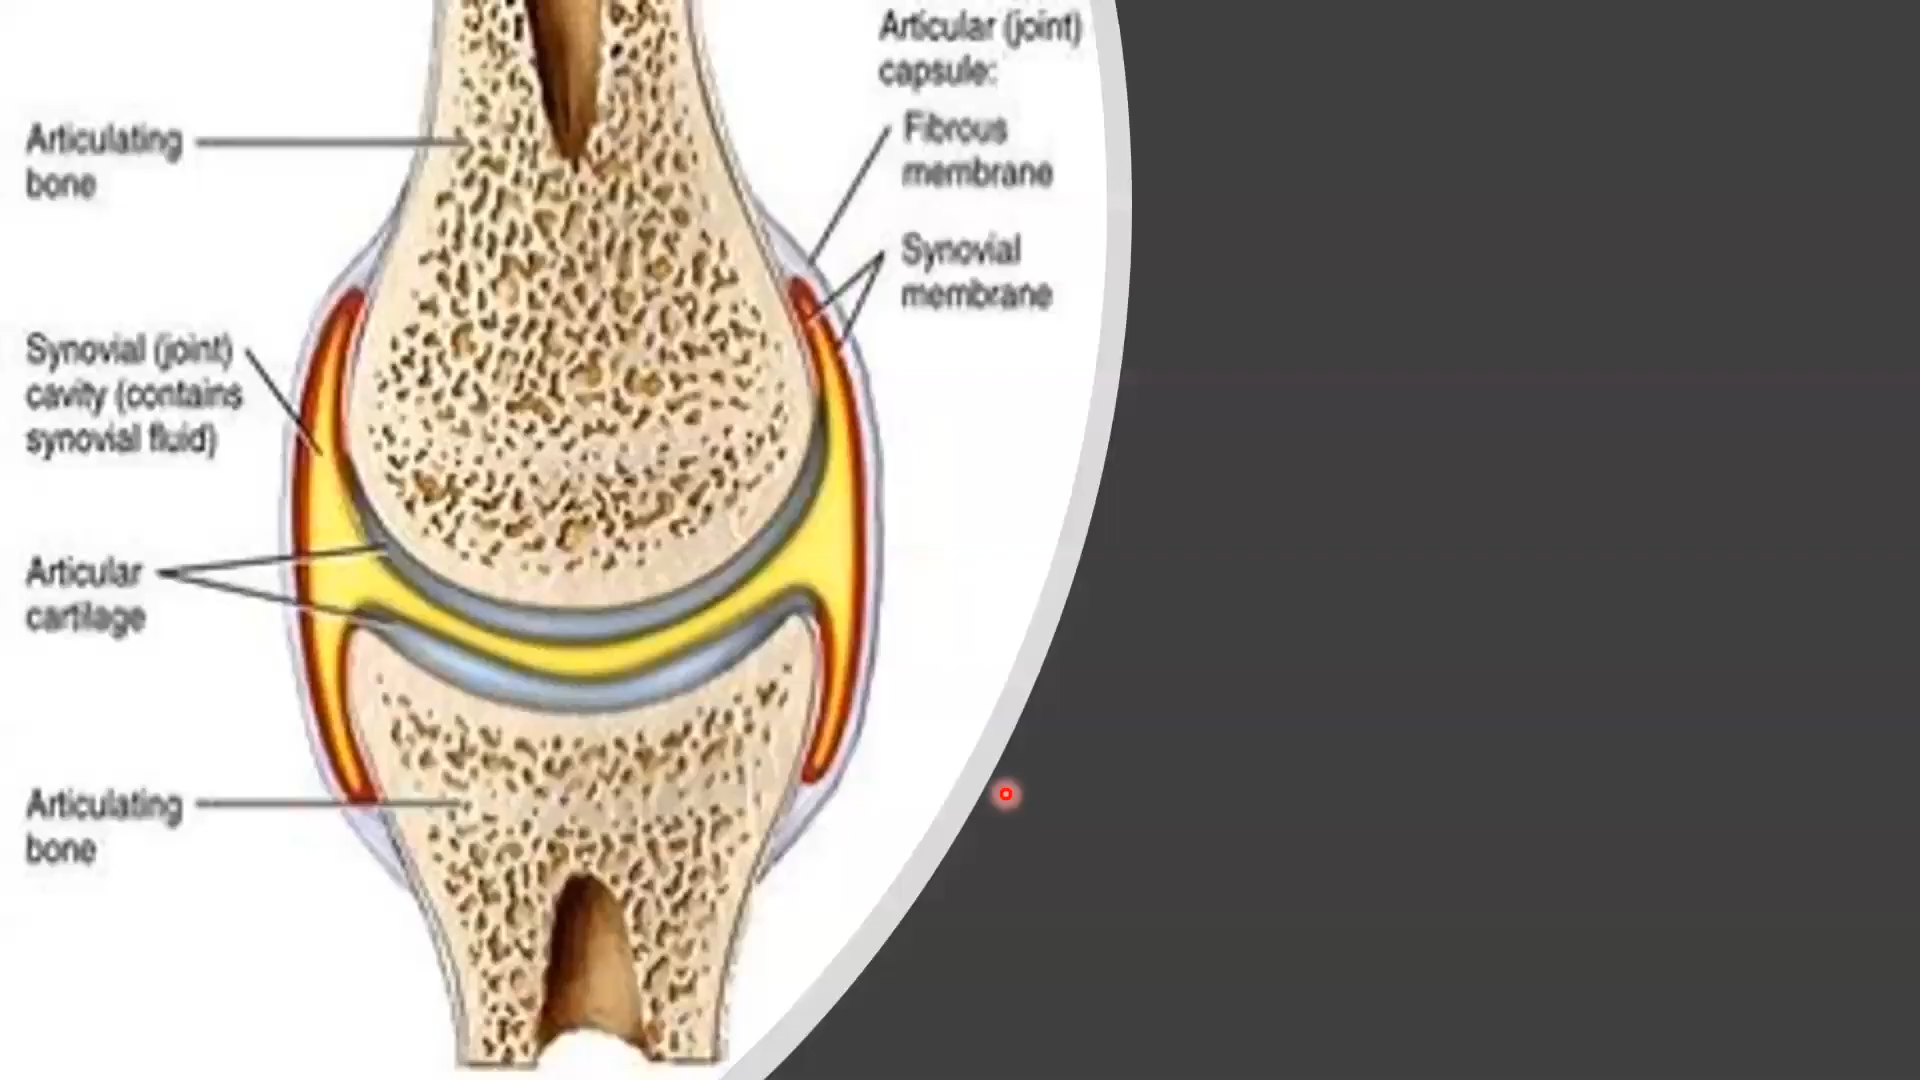 Articular (joint)
capsule:
Fibrous
membrane
Synovial
membrane
Articulating
bone
Synovial (joint)
cavity (contains
synovial fluid)
Articular
cartilage
Articulating
bone